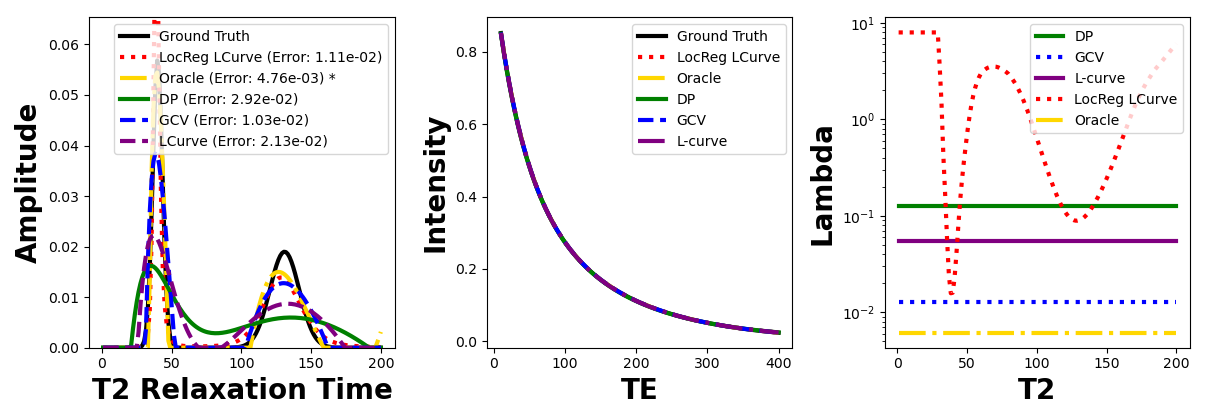 Amplitude
0.06
0.05
0.04
0.03
0.02
0.01
0.00
0
50
100
150
200
T2 Relaxation Time
Ground Truth
LocReg LCurve (Error: 1.11e-02)
Oracle (Error: 4.76e-03) *
DP (Error: 2.92e-02)
GCV (Error: 1.03e-02)
LCurve (Error: 2.13e-02)
Intensity
0.8
0.6
0.4
0.2
0.0
0
100
200
300
400
TE
Ground Truth
LocReg LCurve
Oracle
DP
GCV
L-curve
Lambda
10¹
10⁰
10⁻¹
10⁻²
0
50
100
150
200
T2
DP
GCV
L-curve
LocReg LCurve
Oracle